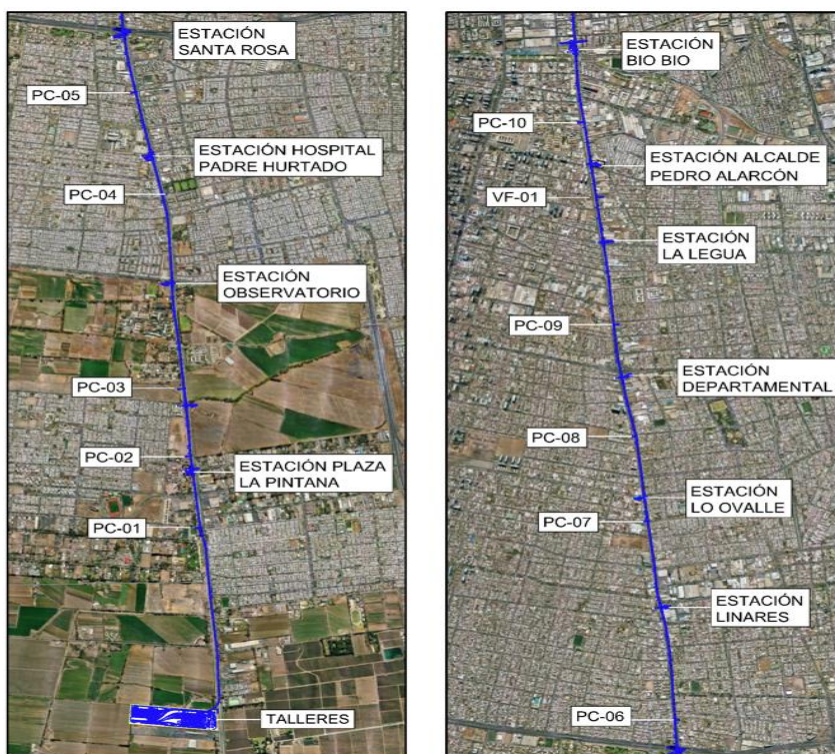 ESTACIÓN
SANTA ROSA
PC-05
ESTACIÓN HOSPITAL
PADRE HURTADO
PC-04
ESTACIÓN
OBSERVATORIO
PC-03
PC-02
ESTACIÓN PLAZA
LA PINTANA
PC-01
TALLERES
ESTACIÓN
BIO BIO
PC-10
ESTACIÓN ALCALDE
PEDRO ALARCÓN
VF-01
ESTACIÓN
LA LEGUA
PC-09
ESTACIÓN
DEPARTAMENTAL
PC-08
ESTACIÓN
LO OVALLE
PC-07
ESTACIÓN
LINARES
PC-06